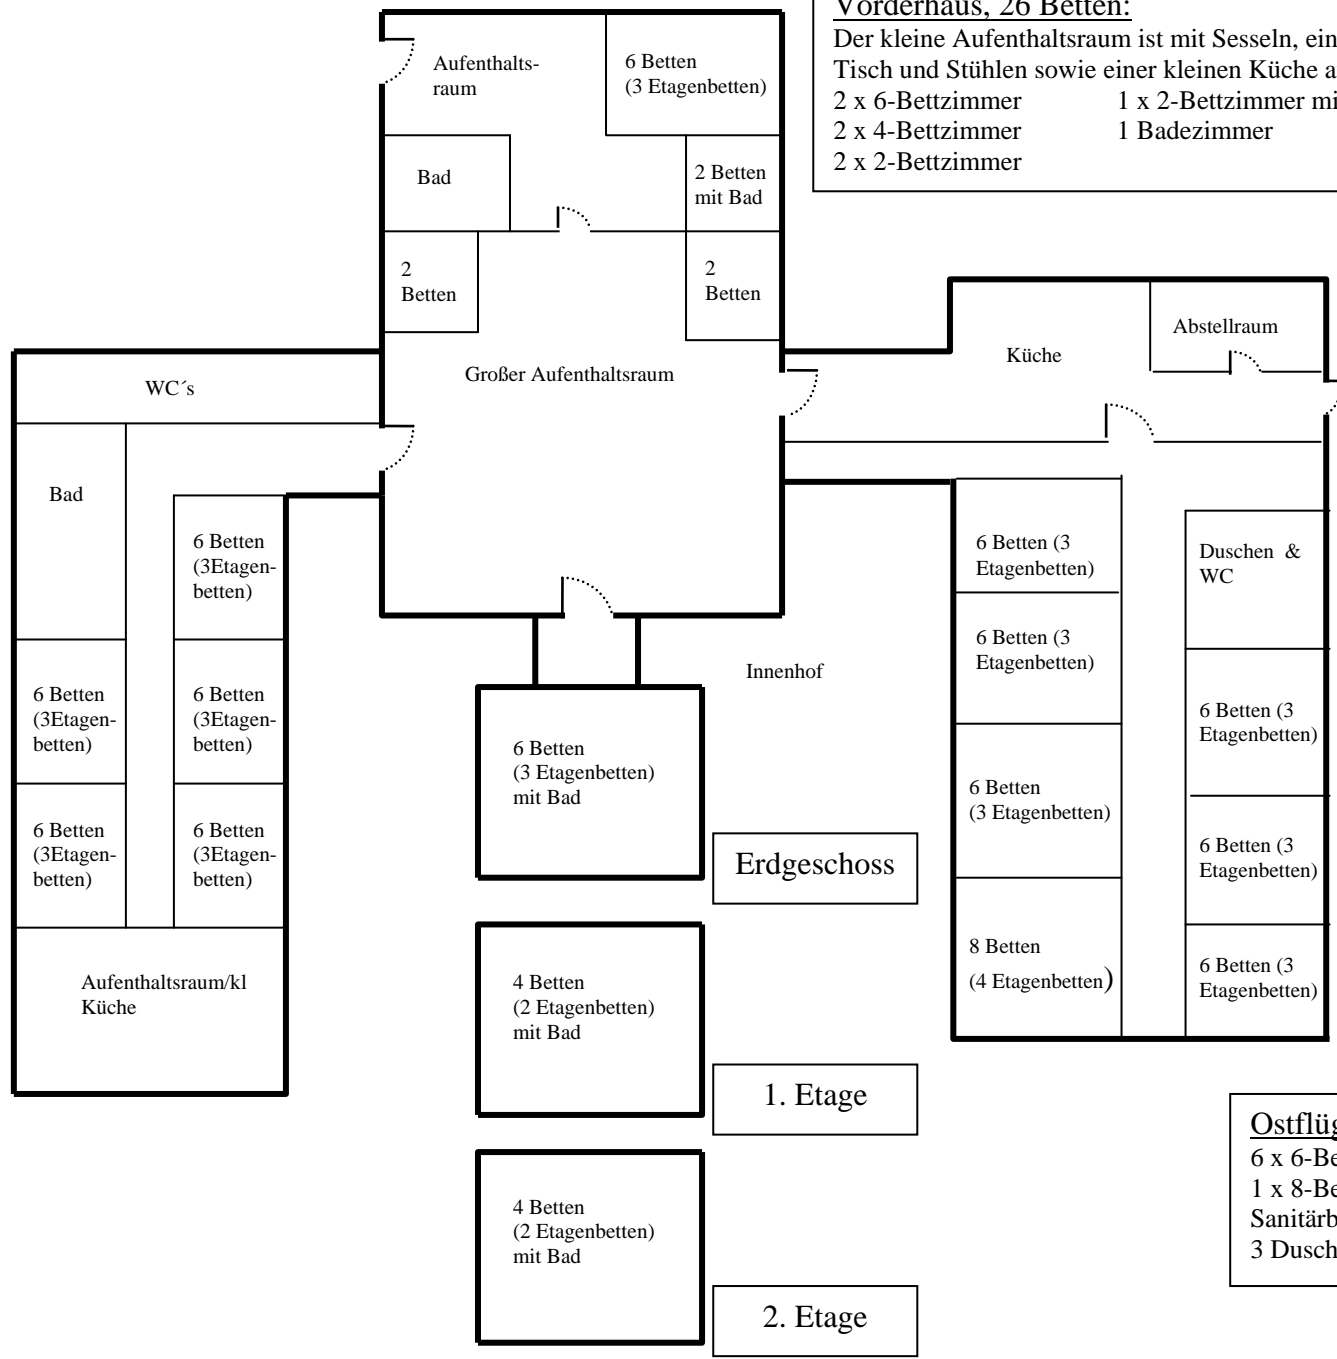 Vorderhaus, 26 Betten:
Der kleine Aufenthaltsraum ist mit Sesseln, ein
Tisch und Stühlen sowie einer kleinen Küche a
2 x 6-Bettzimmer 1 x 2-Bettzimmer mi
2 x 4-Bettzimmer 1 Badezimmer
2 x 2-Bettzimmer
Aufenthalts-
raum
6 Betten
(3 Etagenbetten)
Bad
2 Betten
mit Bad
2
Betten
2
Betten
Großer Aufenthaltsraum
Küche
Abstellraum
WC´s
Bad
6 Betten
(3Etagen-
betten)
6 Betten
(3Etagen-
betten)
6 Betten
(3Etagen-
betten)
6 Betten
(3Etagen-
betten)
6 Betten
(3Etagen-
betten)
Aufenthaltsraum/kl
Küche
Innenhof
6 Betten
(3 Etagenbetten)
mit Bad
Erdgeschoss
4 Betten
(2 Etagenbetten)
mit Bad
1. Etage
4 Betten
(2 Etagenbetten)
mit Bad
2. Etage
6 Betten (3
Etagenbetten)
6 Betten (3
Etagenbetten)
6 Betten
(3 Etagenbetten)
8 Betten
(4 Etagenbetten)
Duschen &
WC
6 Betten (3
Etagenbetten)
6 Betten (3
Etagenbetten)
6 Betten (3
Etagenbetten)
Ostflüg
6 x 6-Be
1 x 8-Be
Sanitärb
3 Dusch